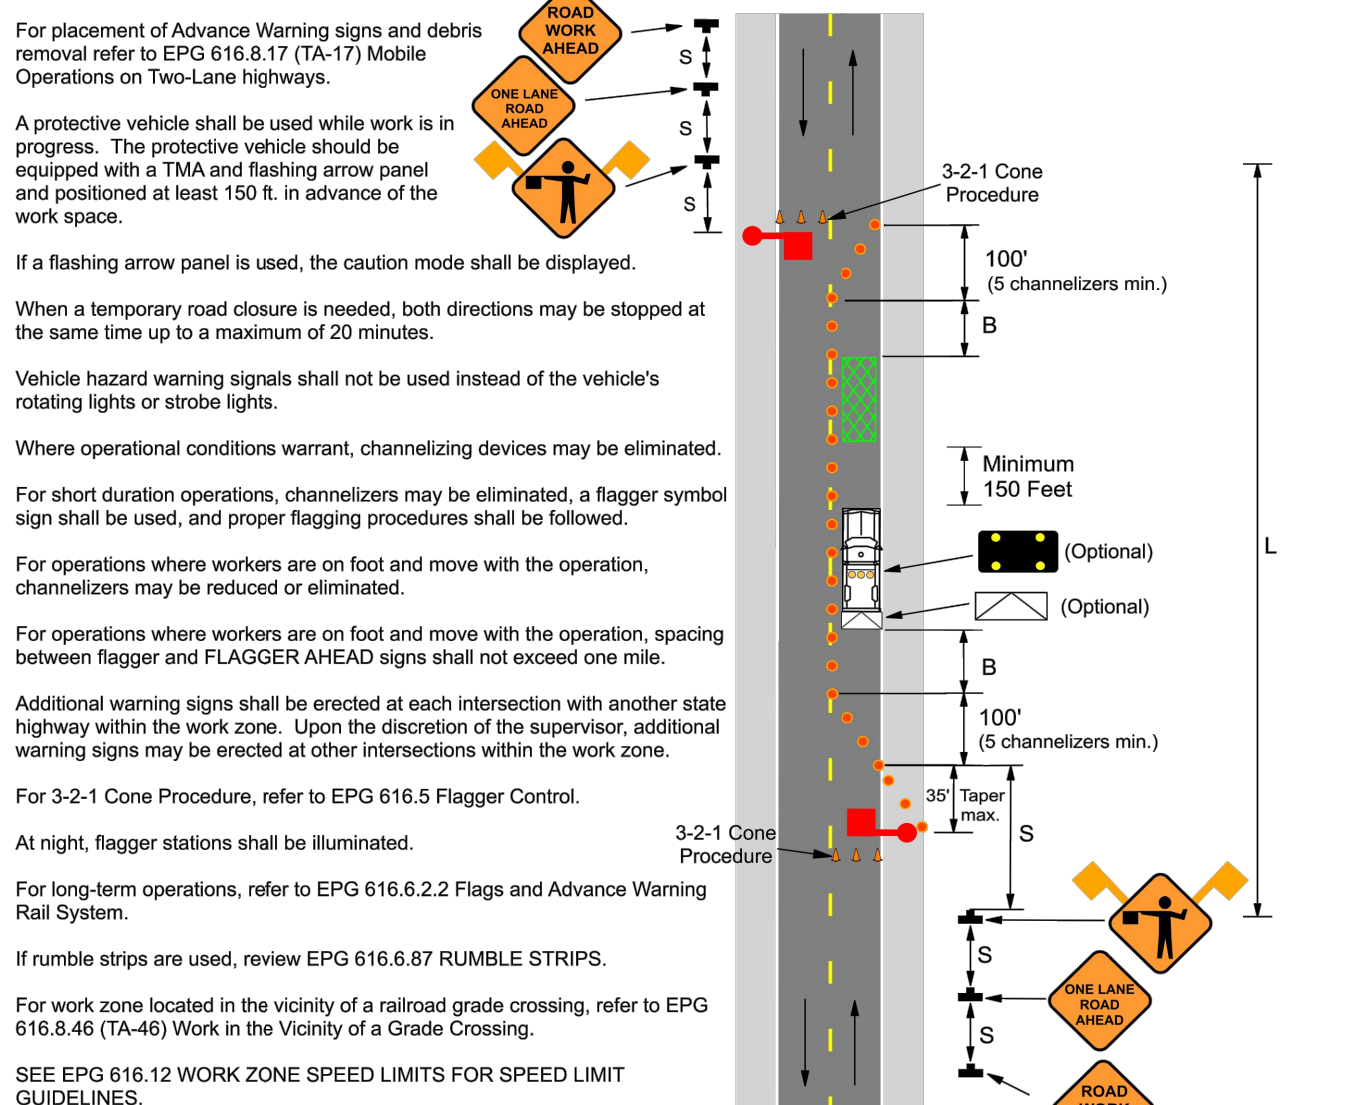 For placement of Advance Warning signs and debris
removal refer to EPG 616.8.17 (TA-17) Mobile
Operations on Two-Lane highways.
A protective vehicle shall be used while work is in
progress.  The protective vehicle should be
equipped with a TMA and flashing arrow panel
and positioned at least 150 ft. in advance of the
work space.
If a flashing arrow panel is used, the caution mode shall be displayed.
When a temporary road closure is needed, both directions may be stopped at
the same time up to a maximum of 20 minutes.
Vehicle hazard warning signals shall not be used instead of the vehicle's
rotating lights or strobe lights.
Where operational conditions warrant, channelizing devices may be eliminated.
For short duration operations, channelizers may be eliminated, a flagger symbol
sign shall be used, and proper flagging procedures shall be followed.
For operations where workers are on foot and move with the operation,
channelizers may be reduced or eliminated.
For operations where workers are on foot and move with the operation, spacing
between flagger and FLAGGER AHEAD signs shall not exceed one mile.
Additional warning signs shall be erected at each intersection with another state
highway within the work zone.  Upon the discretion of the supervisor, additional
warning signs may be erected at other intersections within the work zone.
For 3-2-1 Cone Procedure, refer to EPG 616.5 Flagger Control.
At night, flagger stations shall be illuminated.
For long-term operations, refer to EPG 616.6.2.2 Flags and Advance Warning
Rail System.
If rumble strips are used, review EPG 616.6.87 RUMBLE STRIPS.
For work zone located in the vicinity of a railroad grade crossing, refer to EPG
616.8.46 (TA-46) Work in the Vicinity of a Grade Crossing.
SEE EPG 616.12 WORK ZONE SPEED LIMITS FOR SPEED LIMIT
GUIDELINES.
ROAD
WORK
AHEAD
S
ONE LANE
ROAD
AHEAD
S
S
3-2-1 Cone
Procedure
100'
(5 channelizers min.)
B
Minimum
150 Feet
(Optional)
(Optional)
L
B
100'
(5 channelizers min.)
35'
Taper
max.
S
3-2-1 Cone
Procedure
S
ONE LANE
ROAD
AHEAD
S
ROAD
WORK